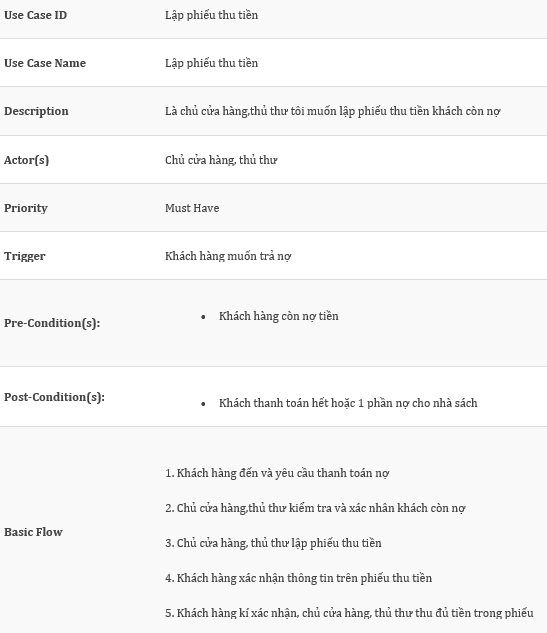 Use Case ID Lập phiếu thu tiền
Use Case Name Lập phiếu thu tiền
Description Là chủ cửa hàng,thủ thư tôi muốn lập phiếu thu tiền khách còn nợ
Actor(s) Chủ cửa hàng, thủ thư
Priority Must Have
Trigger Khách hàng muốn trả nợ
Pre-Condition(s): • Khách hàng còn nợ tiền
Post-Condition(s): • Khách thanh toán hết hoặc 1 phần nợ cho nhà sách
Basic Flow
1. Khách hàng đến và yêu cầu thanh toán nợ
2. Chủ cửa hàng,thủ thư kiểm tra và xác nhân khách còn nợ
3. Chủ cửa hàng, thủ thư lập phiếu thu tiền
4. Khách hàng xác nhận thông tin trên phiếu thu tiền
5. Khách hàng kí xác nhận, chủ cửa hàng, thủ thư thu đủ tiền trong phiếu